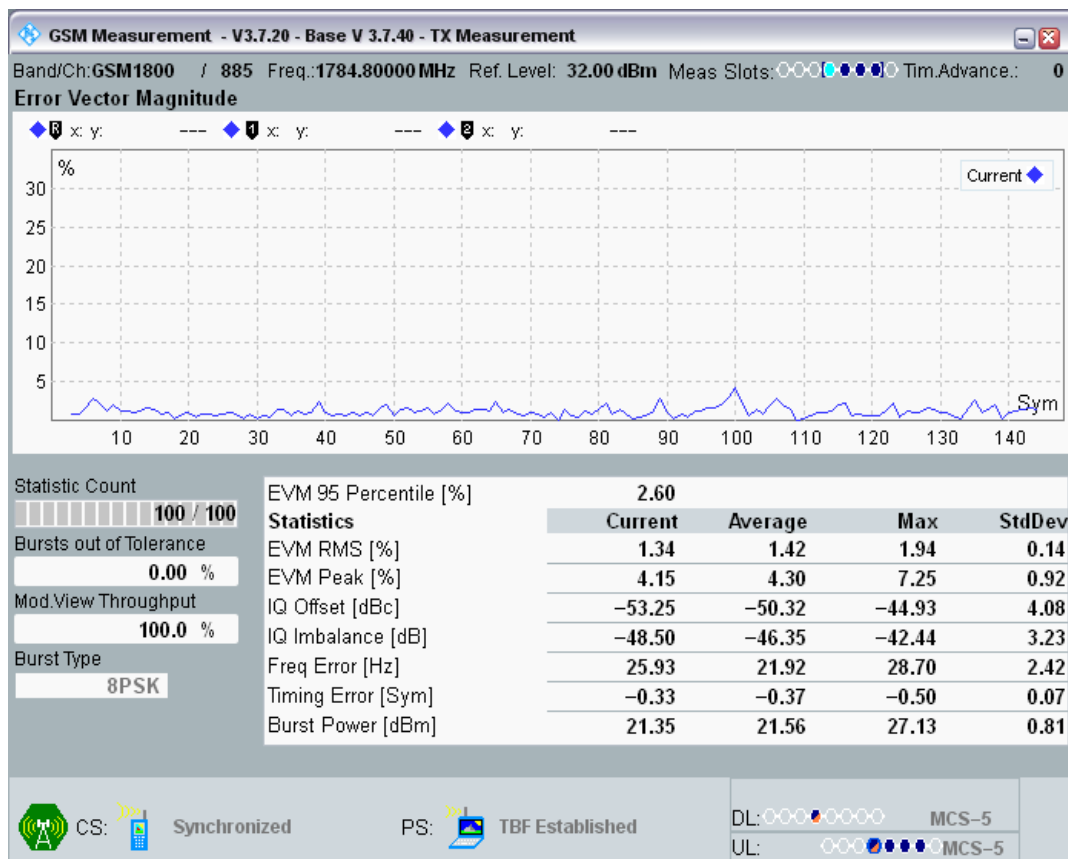 GSM Measurement - V3.7.20 - Base V 3.7.40 - TX Measurement
Band/Ch:GSM1800 / 885 Freq.:1784.80000 MHz Ref. Level: 32.00 dBm Meas Slots: Tim.Advance.: 0
Error Vector Magnitude
R x: y: --- 1 x: y: --- 2 x: y: ---
%
Current
30
25
20
15
10
5
Sym
10 20 30 40 50 60 70 80 90 100 110 120 130 140
Statistic Count
100 / 100
Bursts out of Tolerance
0.00 %
Mod.View Throughput
100.0 %
Burst Type
8PSK
EVM 95 Percentile [%] 2.60
Statistics Current Average Max StdDev
EVM RMS [%] 1.34 1.42 1.94 0.14
EVM Peak [%] 4.15 4.30 7.25 0.92
IQ Offset [dBc] −53.25 −50.32 −44.93 4.08
IQ Imbalance [dB] −48.50 −46.35 −42.44 3.23
Freq Error [Hz] 25.93 21.92 28.70 2.42
Timing Error [Sym] −0.33 −0.37 −0.50 0.07
Burst Power [dBm] 21.35 21.56 27.13 0.81
CS: Synchronized PS: TBF Established
DL: MCS−5
UL: MCS−5